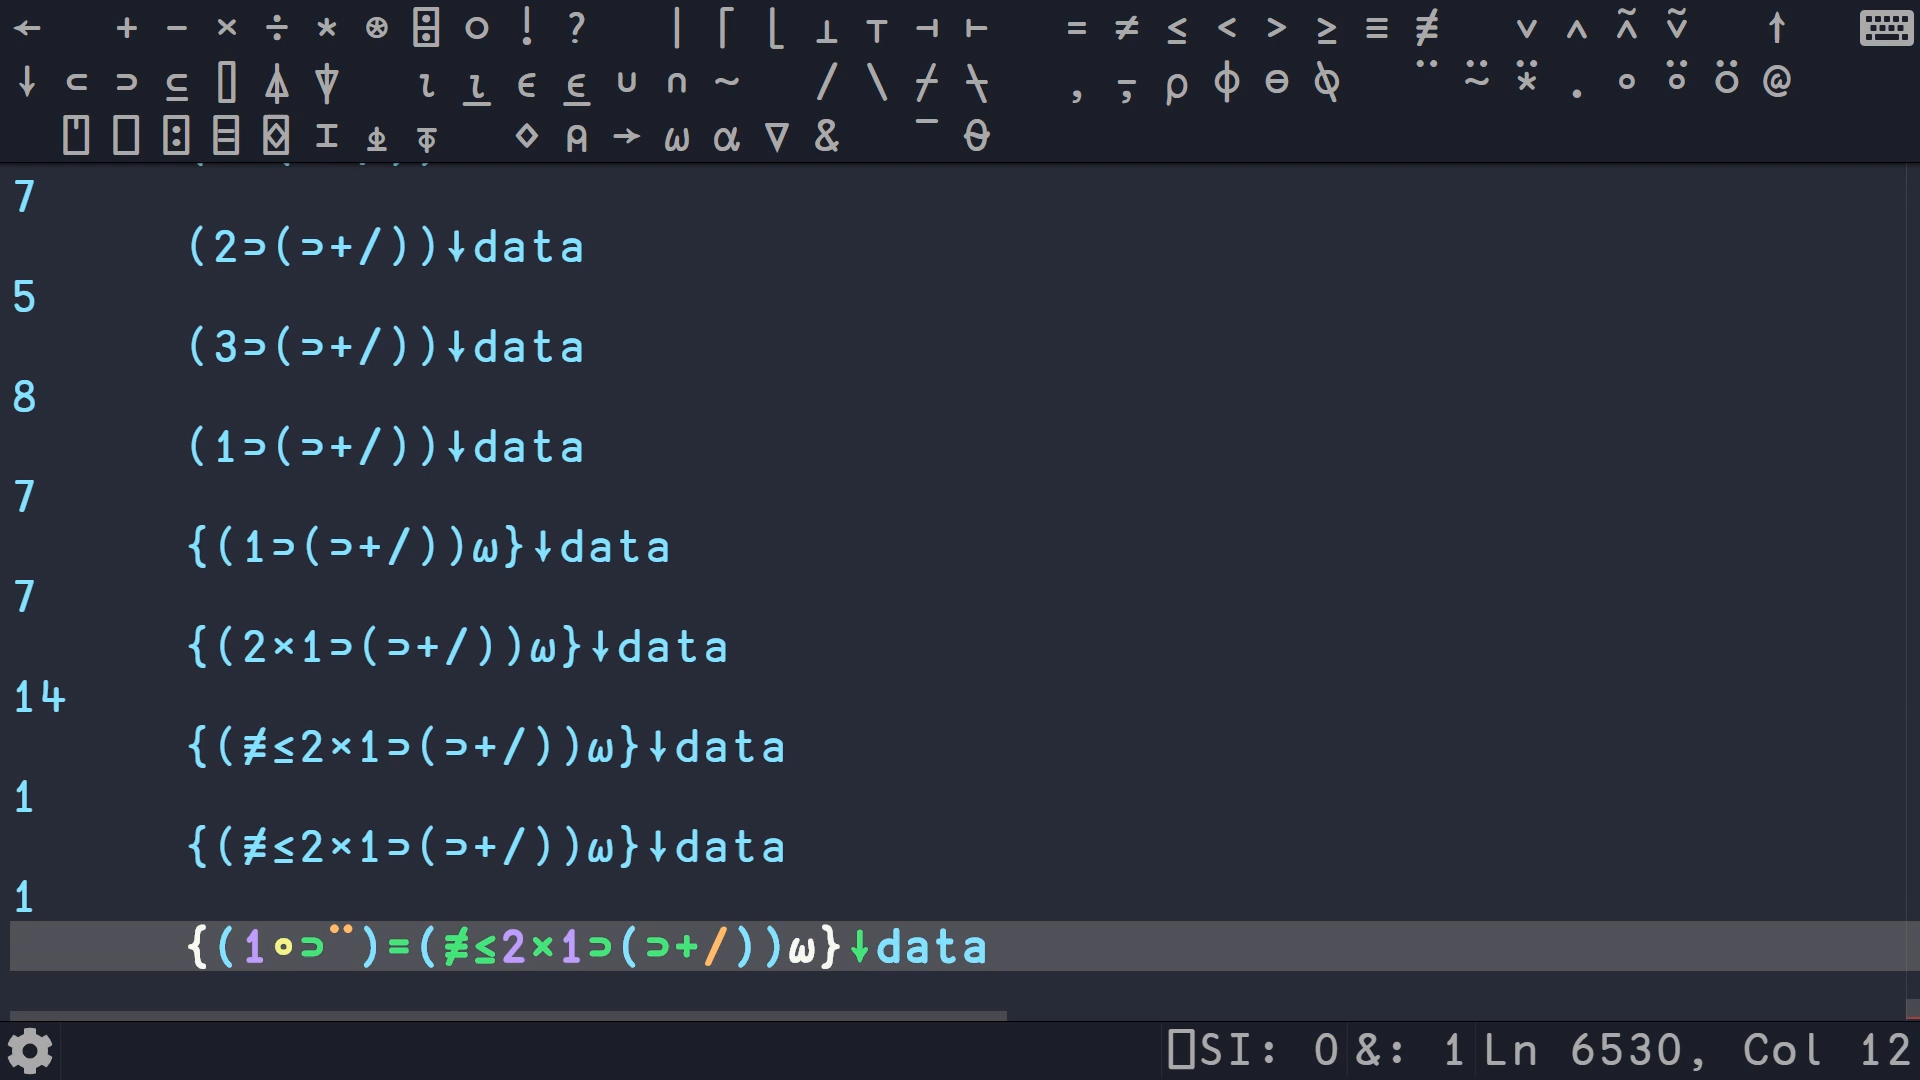 ← + - × ÷ * ⍟ ⌹ ○ ! ? | ⌈ ⌊ ⊥ ⊤ ⊣ ⊢ = ≠ ≤ < > ≥ ≡ ≢ ∨ ∧ ⍲ ⍱ ↑
↓ ⊂ ⊃ ⊆ ⌷ ⍋ ⍒ ⍳ ⍸ ∊ ⍷ ∪ ∩ ~ / \ ⌿ ⍀ , ⍪ ⍴ ⌽ ⊖ ⍉ ¨ ⍨ ⍣ . ∘ ⍤ ⍥ @
⍞ ⎕ ⍠ ⌸ ⌺ ⌶ ⍎ ⍕ ⋄ ⍝ → ⍵ ⍺ ∇ & ¯ ⍬
7
(2⊃(⊃+/))↓data
5
(3⊃(⊃+/))↓data
8
(1⊃(⊃+/))↓data
7
{(1⊃(⊃+/))⍵}↓data
7
{(2×1⊃(⊃+/))⍵}↓data
14
{(≢≤2×1⊃(⊃+/))⍵}↓data
1
{(≢≤2×1⊃(⊃+/))⍵}↓data
1
{(1∘⊃¨)=(≢≤2×1⊃(⊃+/))⍵}↓data
⎕SI: 0 &: 1 Ln 6530, Col 12